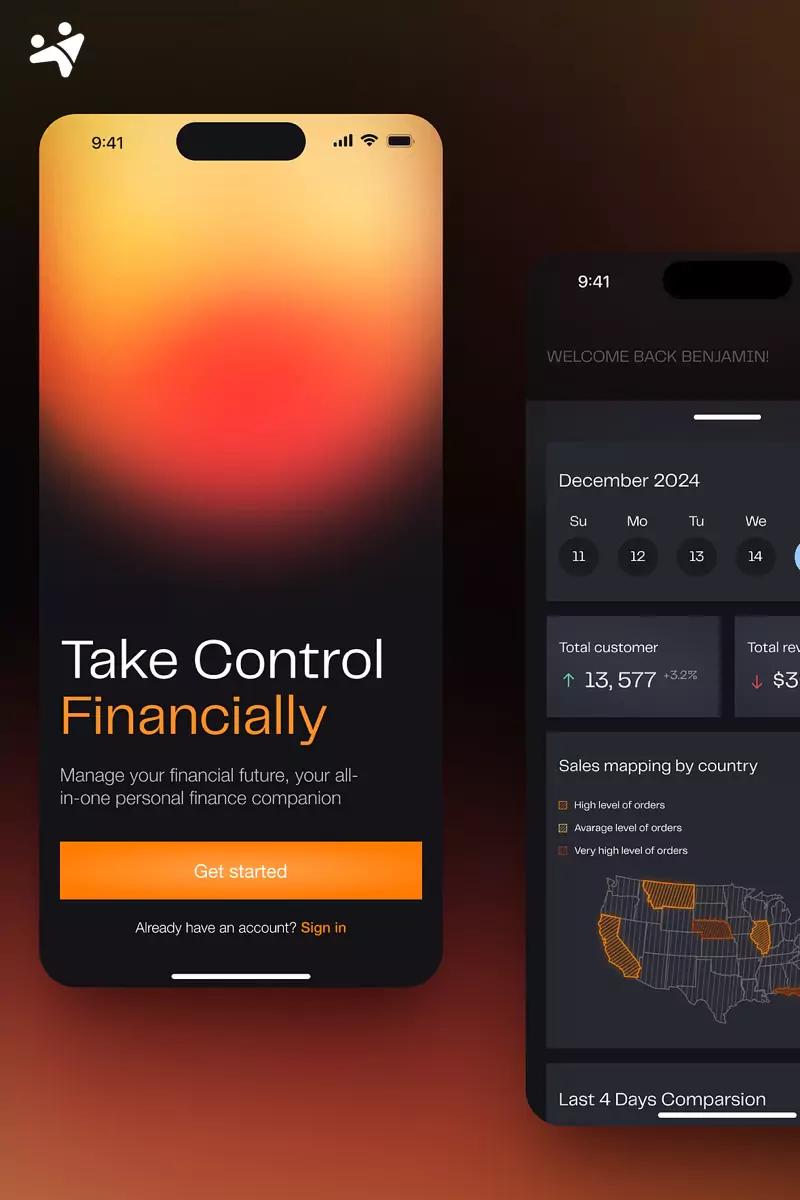 9:41
Take Control
Financially
Manage your financial future, your all-
in-one personal finance companion
Get started
Already have an account? Sign in
9:41
WELCOME BACK BENJAMIN!
December 2024
Su Mo Tu We
11 12 13 14
Total customer
13, 577 +3.2%
Total
$3
Sales mapping by country
High level of orders
Avarage level of orders
Very high level of orders
Last 4 Days Comparsion